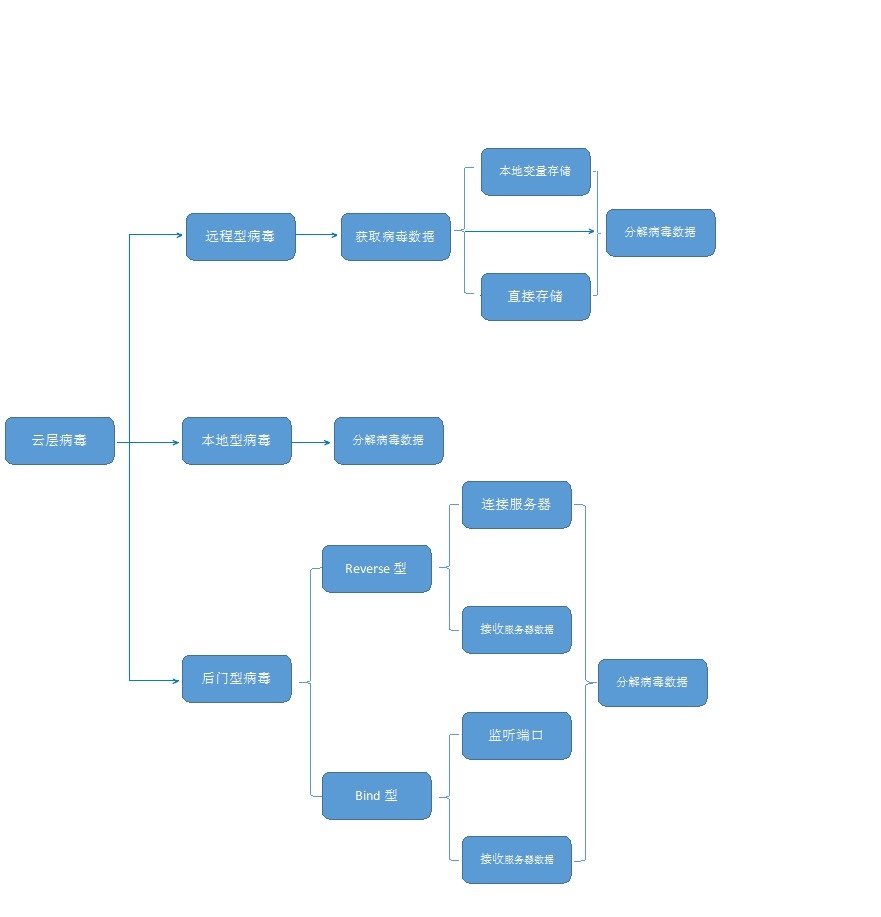 本地变量存储
远程型病毒
获取病毒数据
分解病毒数据
直接存储
云层病毒
本地型病毒
分解病毒数据
连接服务器
Reverse 型
接收服务器数据
后门型病毒
分解病毒数据
监听端口
Bind 型
接收服务器数据